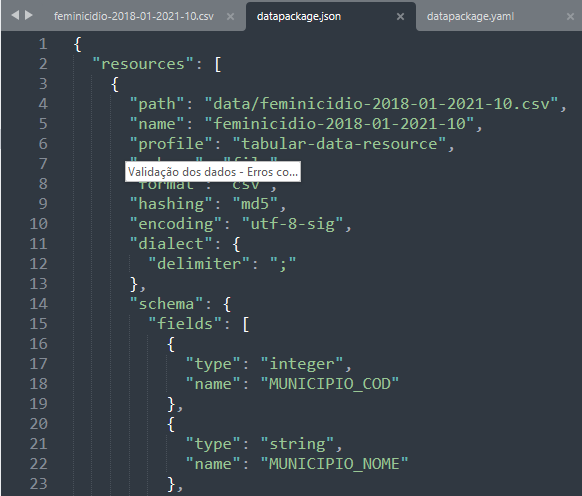 feminicidio-2018-01-2021-10.csv × datapackage.json × datapackage.yaml ×
1 {
2 "resources": [
3 {
4 "path": "data/feminicidio-2018-01-2021-10.csv",
5 "name": "feminicidio-2018-01-2021-10",
6 "profile": "tabular-data-resource",
7
Validação dos dados - Erros co...
8 "format": "csv",
9 "hashing": "md5",
10 "encoding": "utf-8-sig",
11 "dialect": {
12 "delimiter": ";"
13 },
14 "schema": {
15 "fields": [
16 {
17 "type": "integer",
18 "name": "MUNICIPIO_COD"
19 },
20 {
21 "type": "string",
22 "name": "MUNICIPIO_NOME"
23 },